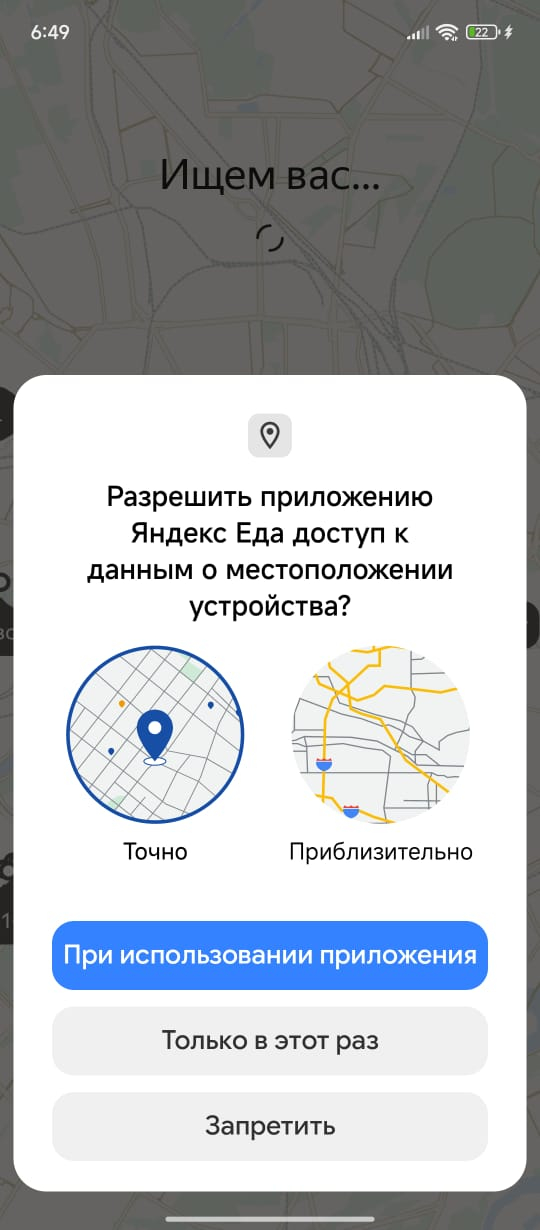 6:49
22
Ищем вас...
Разрешить приложению
Яндекс Еда доступ к
данным о местоположении
устройства?
Точно
Приблизительно
При использовании приложения
Только в этот раз
Запретить